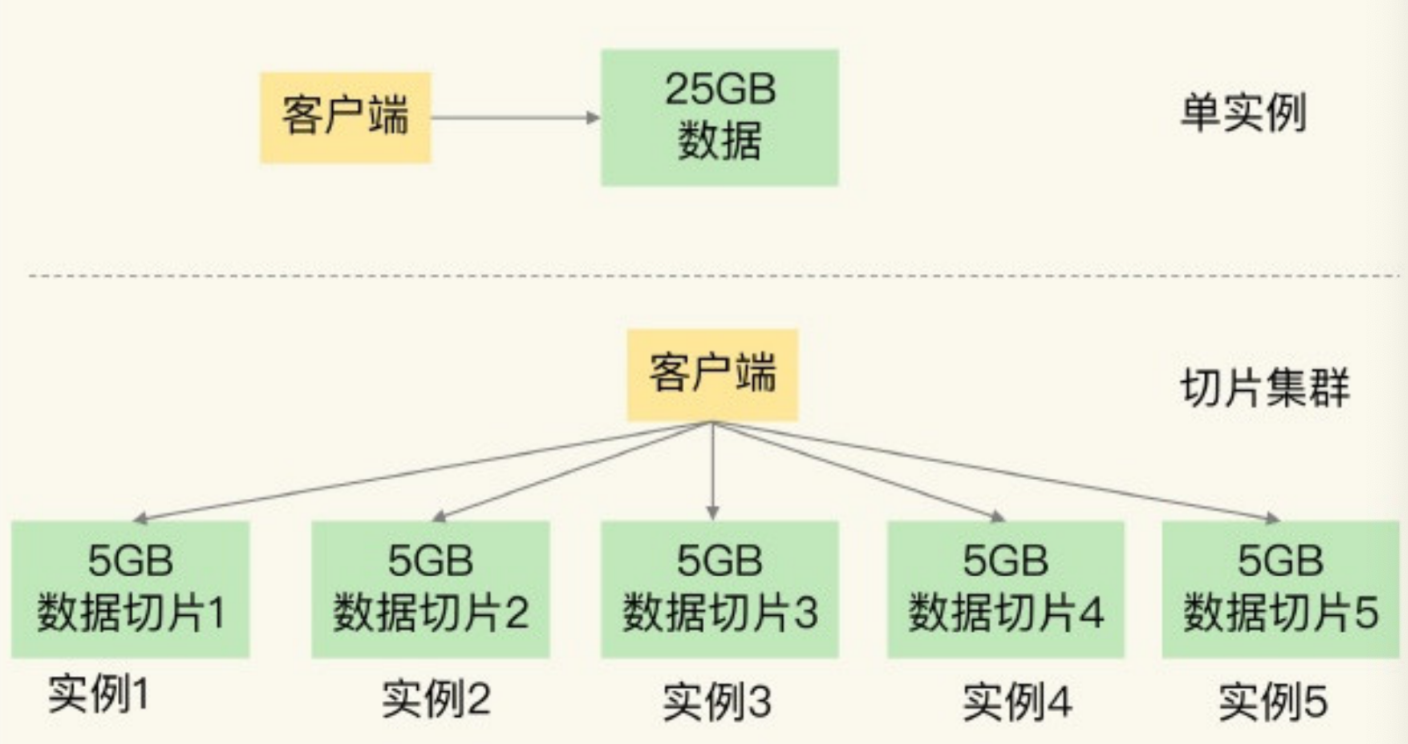 客户端
25GB
数据
单实例
客户端
切片集群
5GB
数据切片1
5GB
数据切片2
5GB
数据切片3
5GB
数据切片4
5GB
数据切片5
实例1
实例2
实例3
实例4
实例5